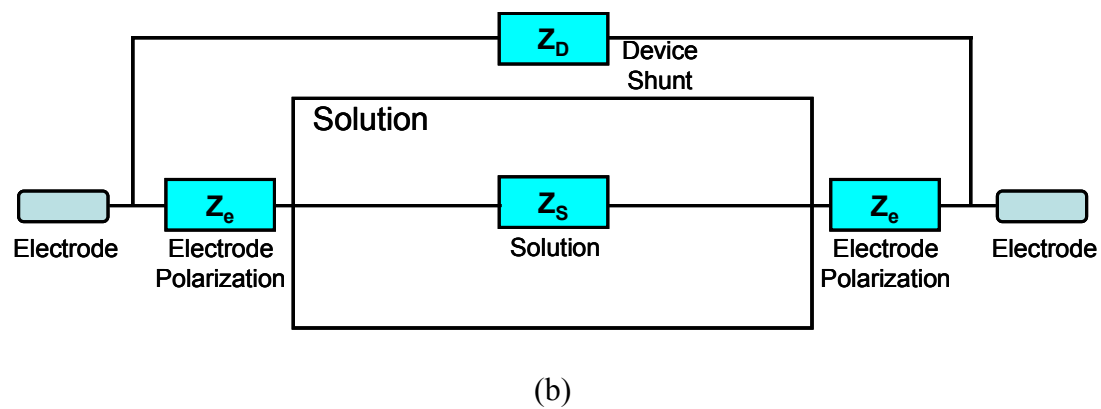 Z_D
Device
Shunt
Solution
Z_e
Z_S
Z_e
Electrode
Electrode
Polarization
Solution
Electrode
Polarization
Electrode
(b)